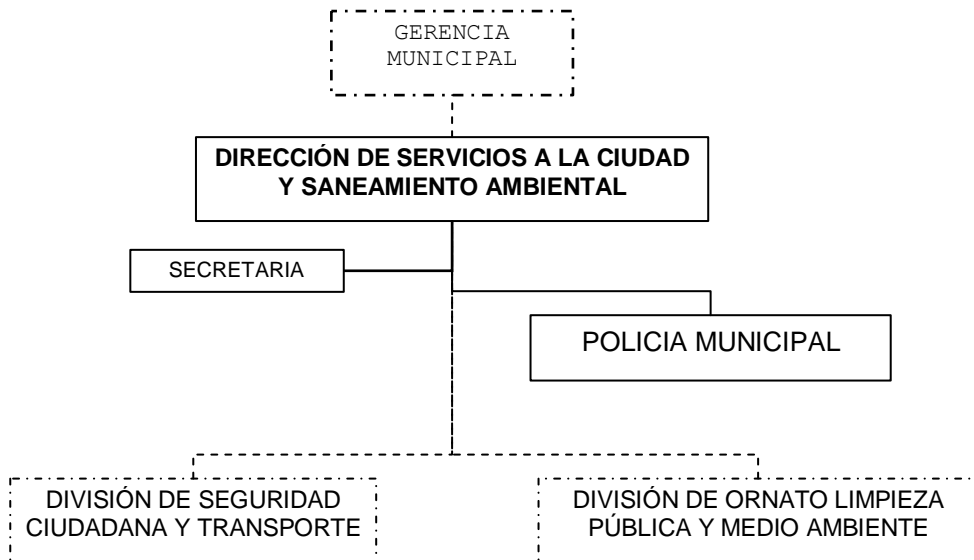 GERENCIA
MUNICIPAL
DIRECCIÓN DE SERVICIOS A LA CIUDAD
Y SANEAMIENTO AMBIENTAL
SECRETARIA
POLICIA MUNICIPAL
DIVISIÓN DE SEGURIDAD
CIUDADANA Y TRANSPORTE
DIVISIÓN DE ORNATO LIMPIEZA
PÚBLICA Y MEDIO AMBIENTE